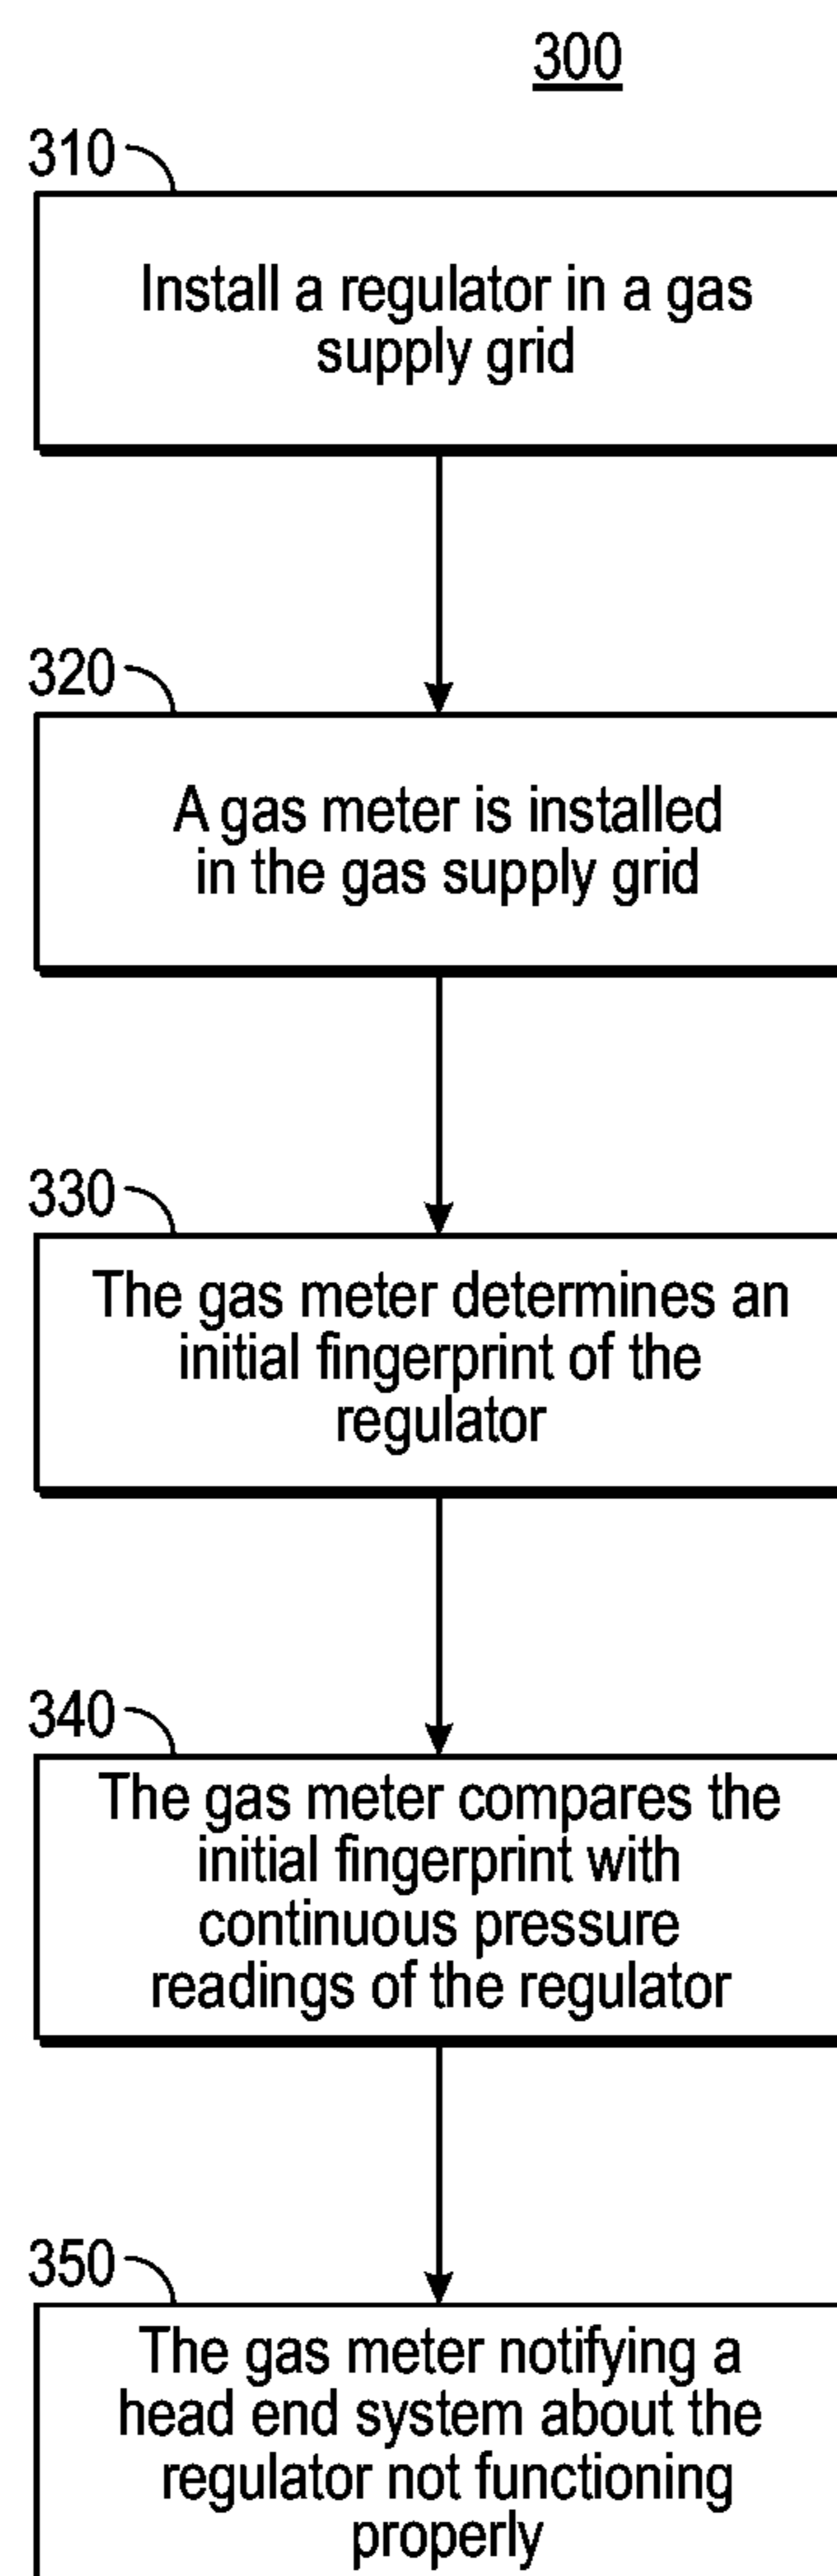 300
310
Install a regulator in a gas
supply grid
320
A gas meter is installed
in the gas supply grid
330
The gas meter determines an
initial fingerprint of the
regulator
340
The gas meter compares the
initial fingerprint with
continuous pressure
readings of the regulator
350
The gas meter notifying a
head end system about the
regulator not functioning
properly